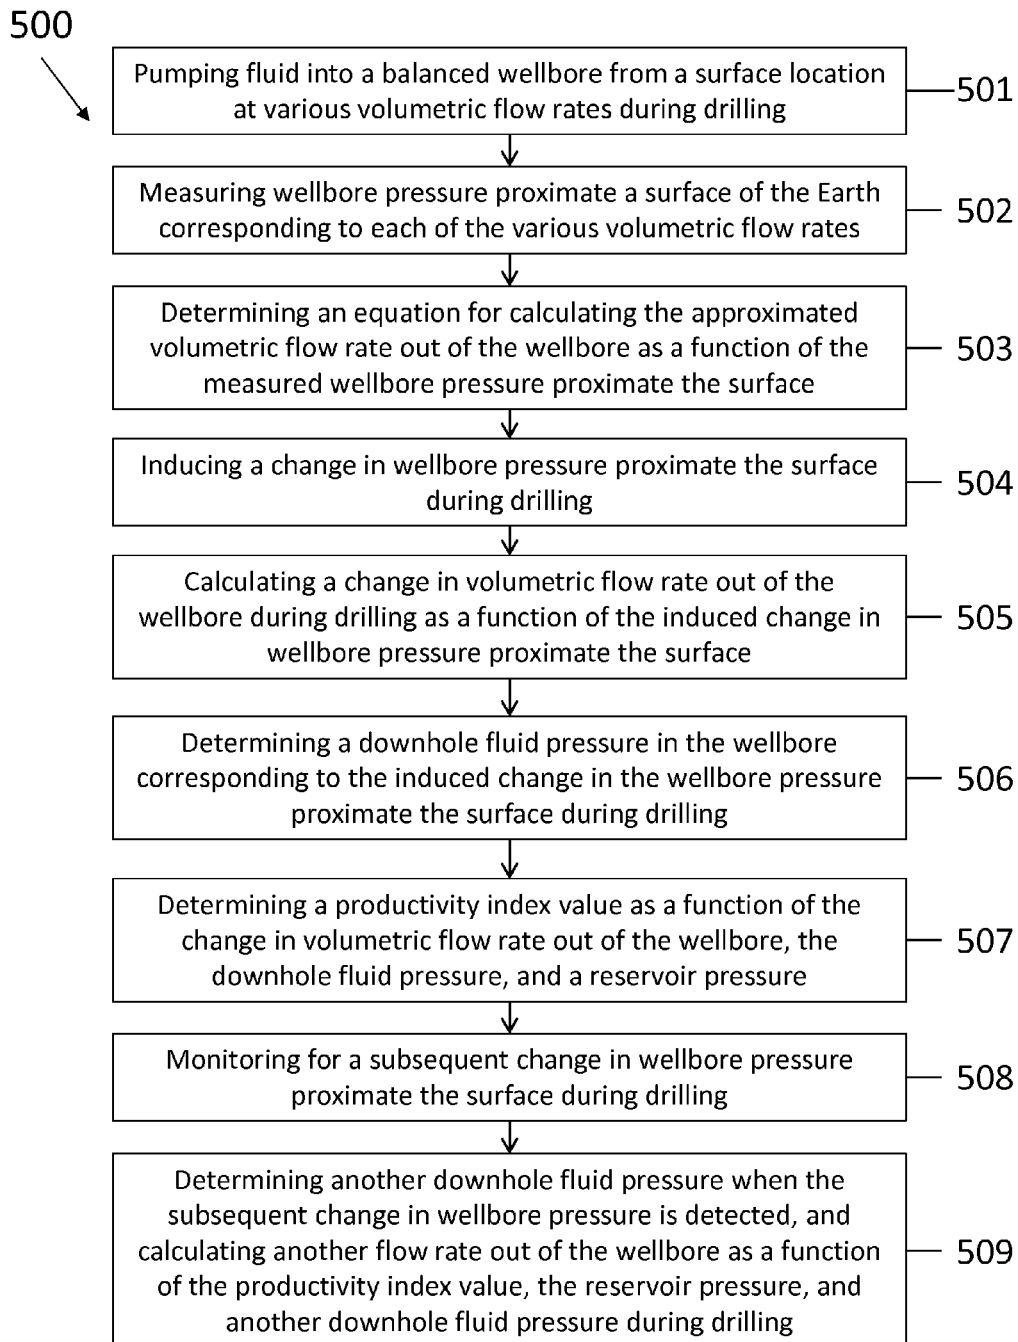 500
Pumping fluid into a balanced wellbore from a surface location
at various volumetric flow rates during drilling
501
Measuring wellbore pressure proximate a surface of the Earth
corresponding to each of the various volumetric flow rates
502
Determining an equation for calculating the approximated
volumetric flow rate out of the wellbore as a function of the
measured wellbore pressure proximate the surface
503
Inducing a change in wellbore pressure proximate the surface
during drilling
504
Calculating a change in volumetric flow rate out of the
wellbore during drilling as a function of the induced change in
wellbore pressure proximate the surface
505
Determining a downhole fluid pressure in the wellbore
corresponding to the induced change in the wellbore pressure
proximate the surface during drilling
506
Determining a productivity index value as a function of the
change in volumetric flow rate out of the wellbore, the
downhole fluid pressure, and a reservoir pressure
507
Monitoring for a subsequent change in wellbore pressure
proximate the surface during drilling
508
Determining another downhole fluid pressure when the
subsequent change in wellbore pressure is detected, and
calculating another flow rate out of the wellbore as a function
of the productivity index value, the reservoir pressure, and
another downhole fluid pressure during drilling
509